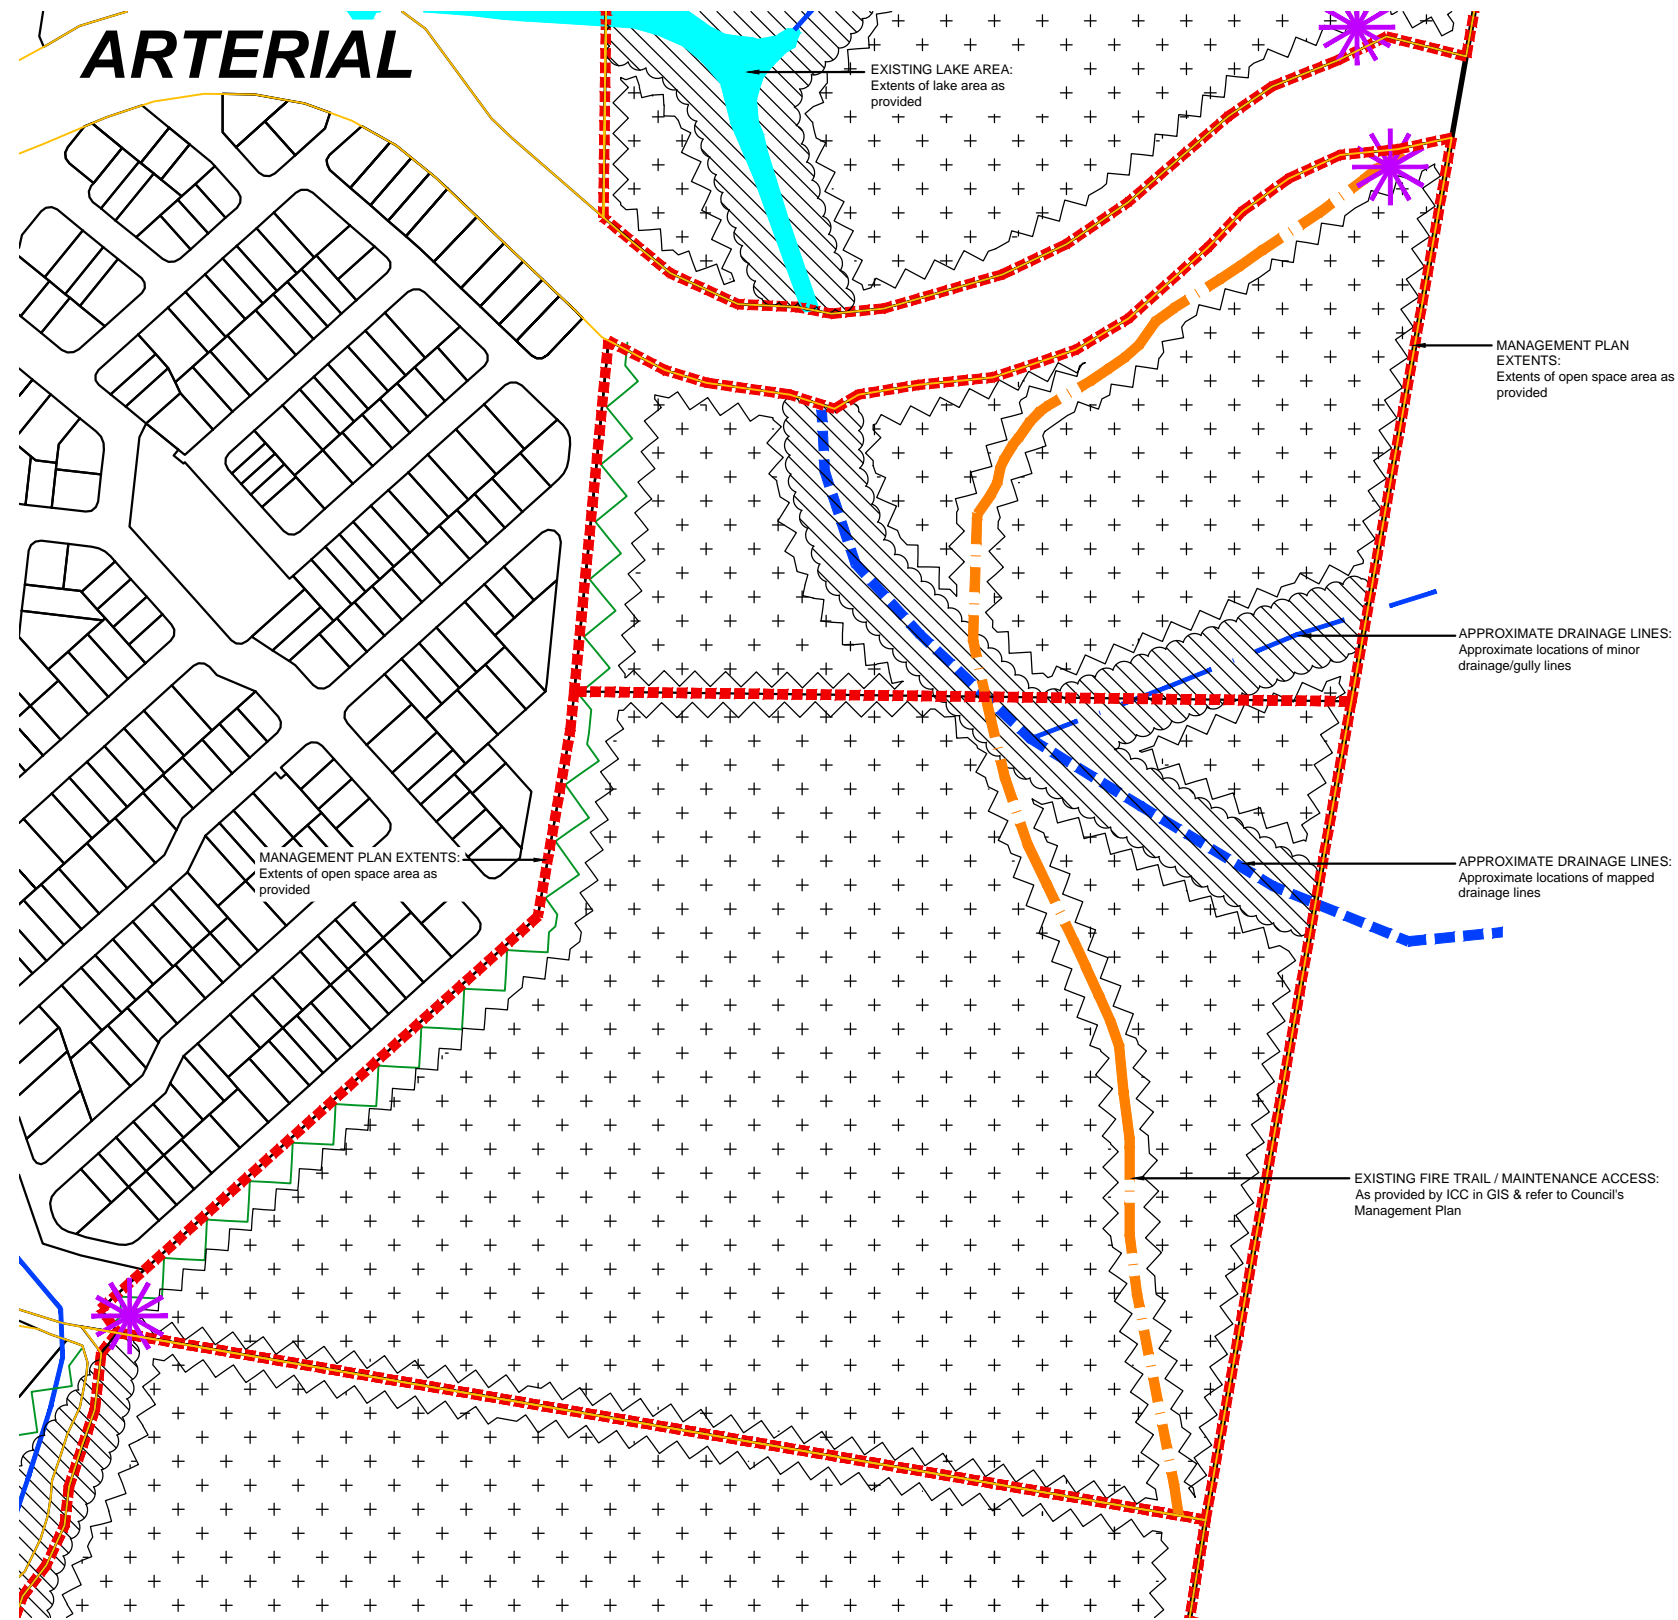 ARTERIAL
EXISTING LAKE AREA:
Extents of lake area as
provided
MANAGEMENT PLAN
EXTENTS:
Extents of open space area as
provided
APPROXIMATE DRAINAGE LINES:
Approximate locations of minor
drainage/gully lines
MANAGEMENT PLAN EXTENTS:
Extents of open space area as
provided
APPROXIMATE DRAINAGE LINES:
Approximate locations of mapped
drainage lines
EXISTING FIRE TRAIL / MAINTENANCE ACCESS:
As provided by ICC in GIS & refer to Council's
Management Plan